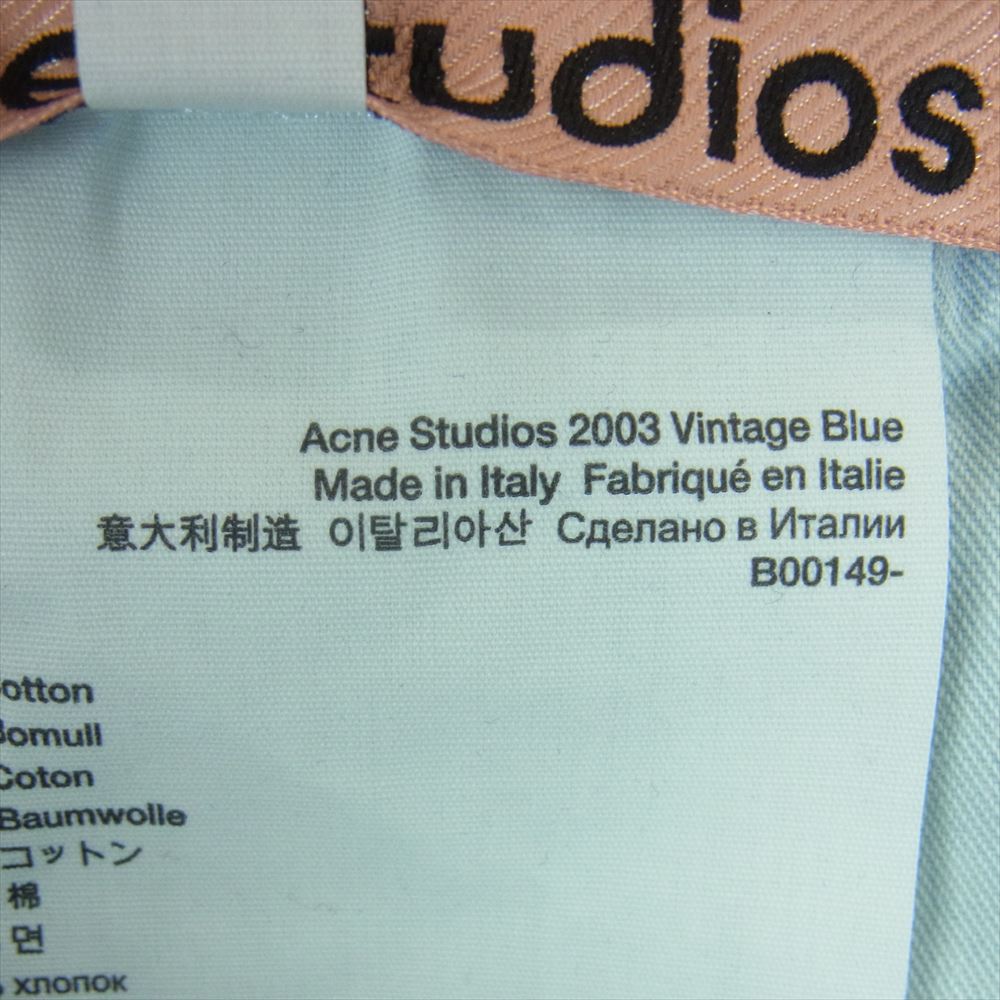 e Studios
Acne Studios 2003 Vintage Blue
Made in Italy Fabriqué en Italie
意大利制造 이탈리아산 Сделано в Италии
B00149-
Cotton
Bomull
Coton
Baumwolle
コットン
棉
면
хлопок